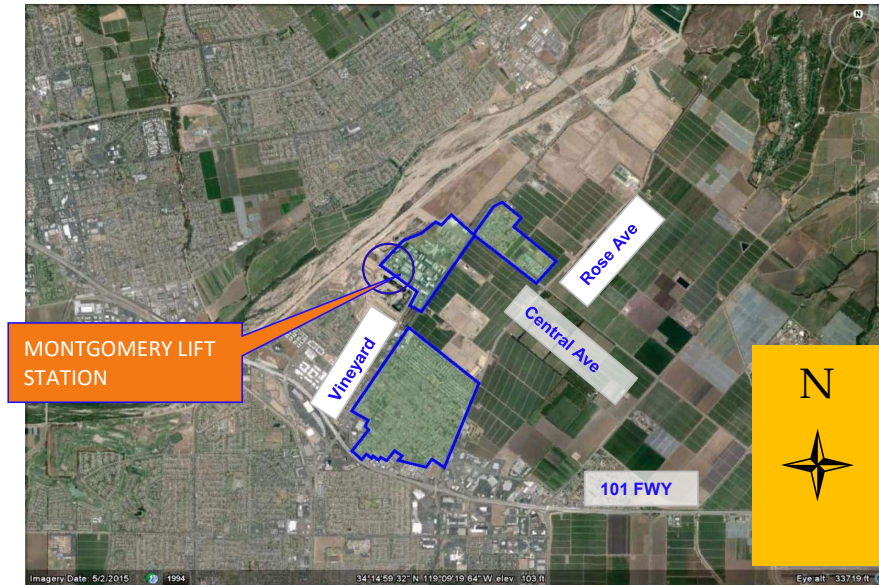 N
Rose Ave
Central Ave
MONTGOMERY LIFT
STATION
Vineyard
N
101 FWY
Imagery Date: 5/2/2015 1994 34°14'59.32" N 119°09'19.64" W elev 103 ft Eye alt 33719 ft